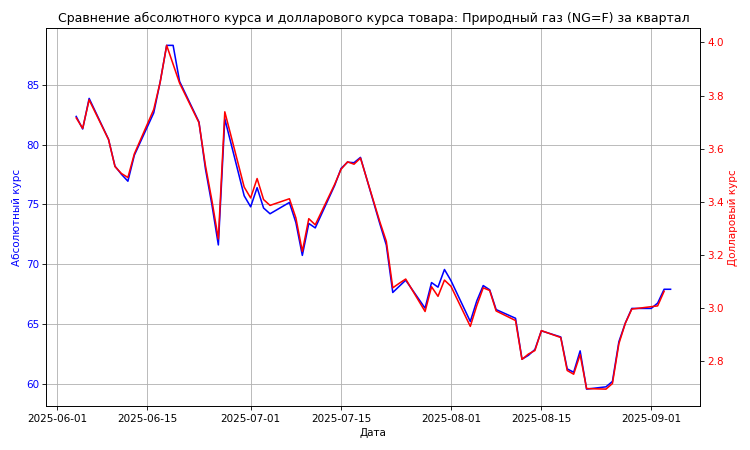 Сравнение абсолютного курса и долларового курса товара: Природный газ (NG=F) за квартал
Абсолютный курс
85
80
75
70
65
60
4.0
3.8
3.6
3.4
3.2
3.0
2.8
Долларовый курс
2025-06-01 2025-06-15 2025-07-01 2025-07-15 2025-08-01 2025-08-15 2025-09-01
Дата